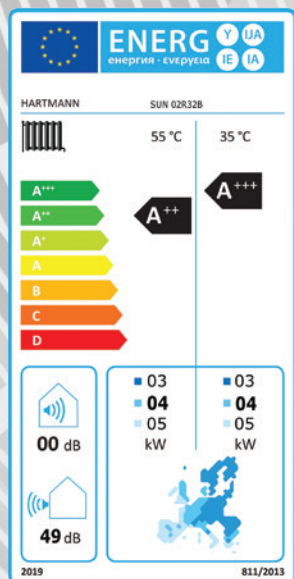 ENERG Y IJA
енергия · ενεργεια IE IA
HARTMANN SUN 02R32B
55 °C 35 °C
A+++
A++
A+
A
B
C
D
A++
A+++
03 03
04 04
05 05
kW kW
00 dB
49 dB
2019 811/2013